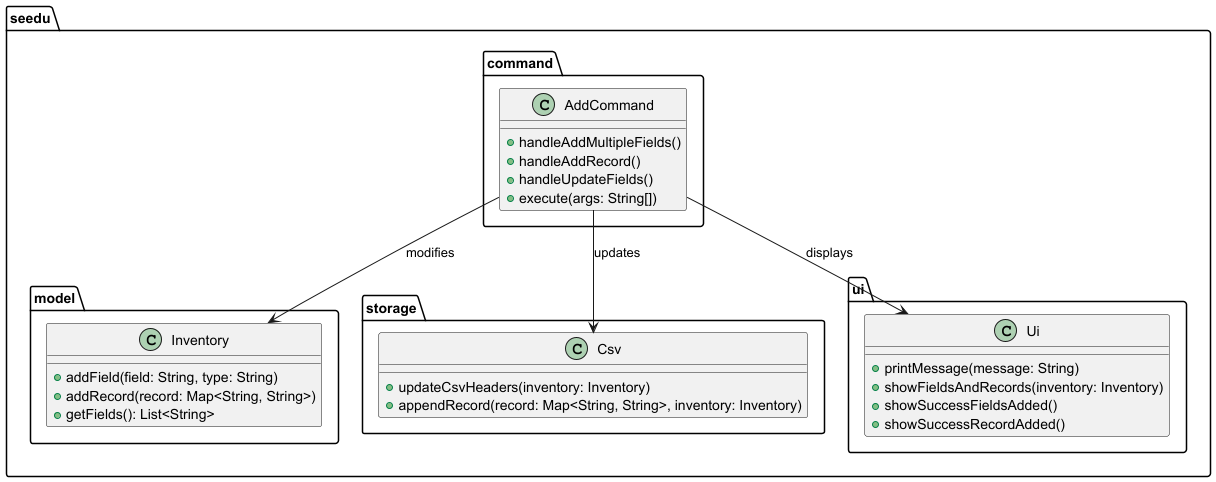 seedu
command
C AddCommand
handleAddMultipleFields()
handleAddRecord()
handleUpdateFields()
execute(args: String[])
modifies
updates
displays
model
C Inventory
addField(field: String, type: String)
addRecord(record: Map<String, String>)
getFields(): List<String>
storage
C Csv
updateCsvHeaders(inventory: Inventory)
appendRecord(record: Map<String, String>, inventory: Inventory)
ui
C Ui
printMessage(message: String)
showFieldsAndRecords(inventory: Inventory)
showSuccessFieldsAdded()
showSuccessRecordAdded()